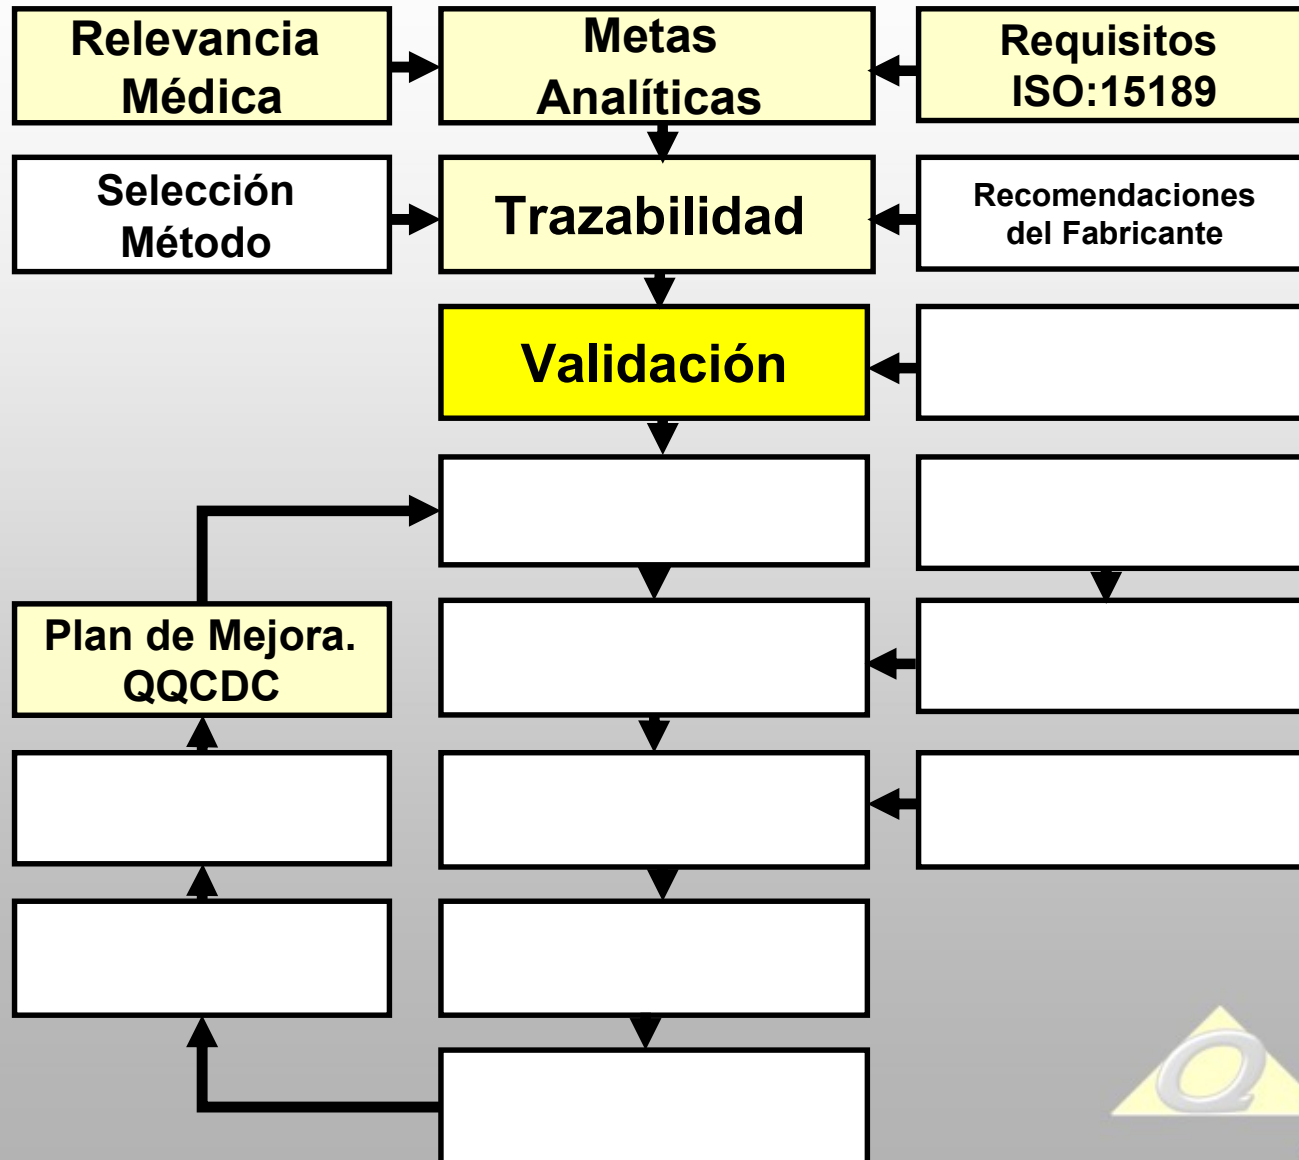 Relevancia
Médica
Metas
Analíticas
Requisitos
ISO:15189
Selección
Método
Trazabilidad
Recomendaciones
del Fabricante
Validación
Plan de Mejora.
QQCDC
Q